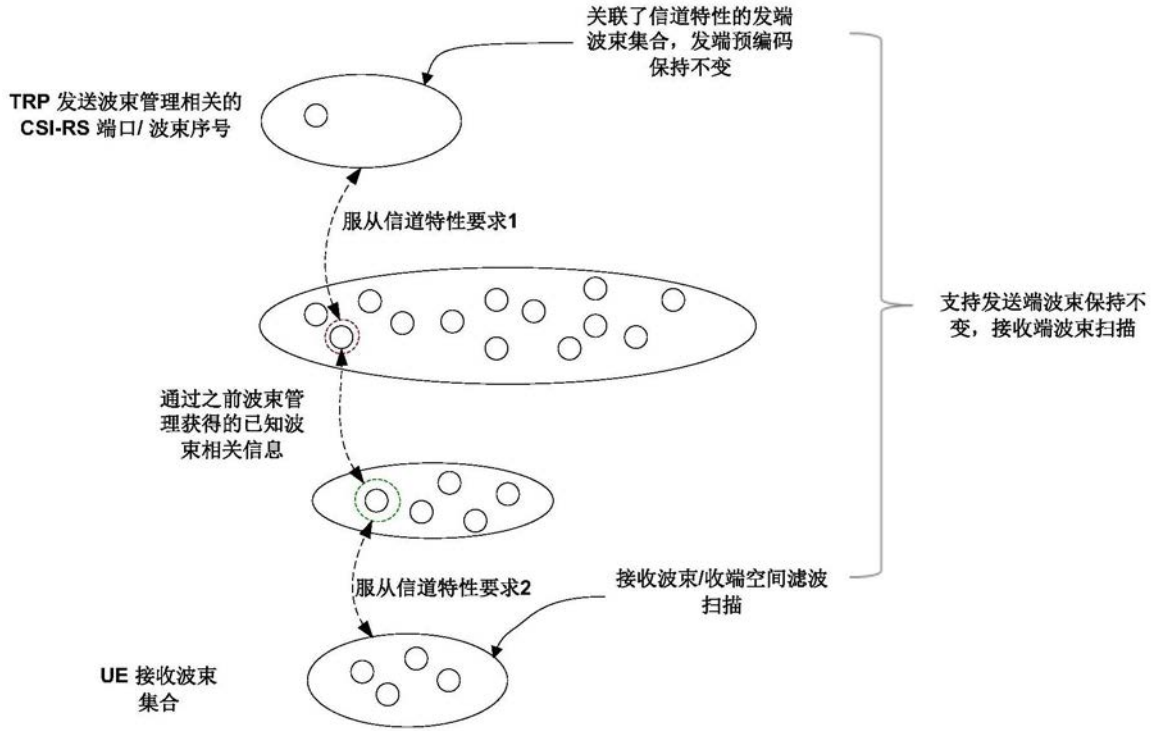 关联了信道特性的发端
波束集合，发端预编码
保持不变
TRP 发送波束管理相关的
CSI-RS 端口/ 波束序号
服从信道特性要求1
支持发送端波束保持不
变，接收端波束扫描
通过之前波束管
理获得的已知波
束相关信息
服从信道特性要求2
接收波束/收端空间滤波
扫描
UE 接收波束
集合